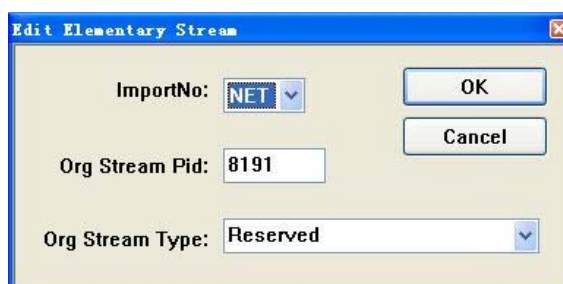 Edit Elementary Stream
ImportNo: NET
OK
Cancel
Org Stream Pid: 8191
Org Stream Type: Reserved